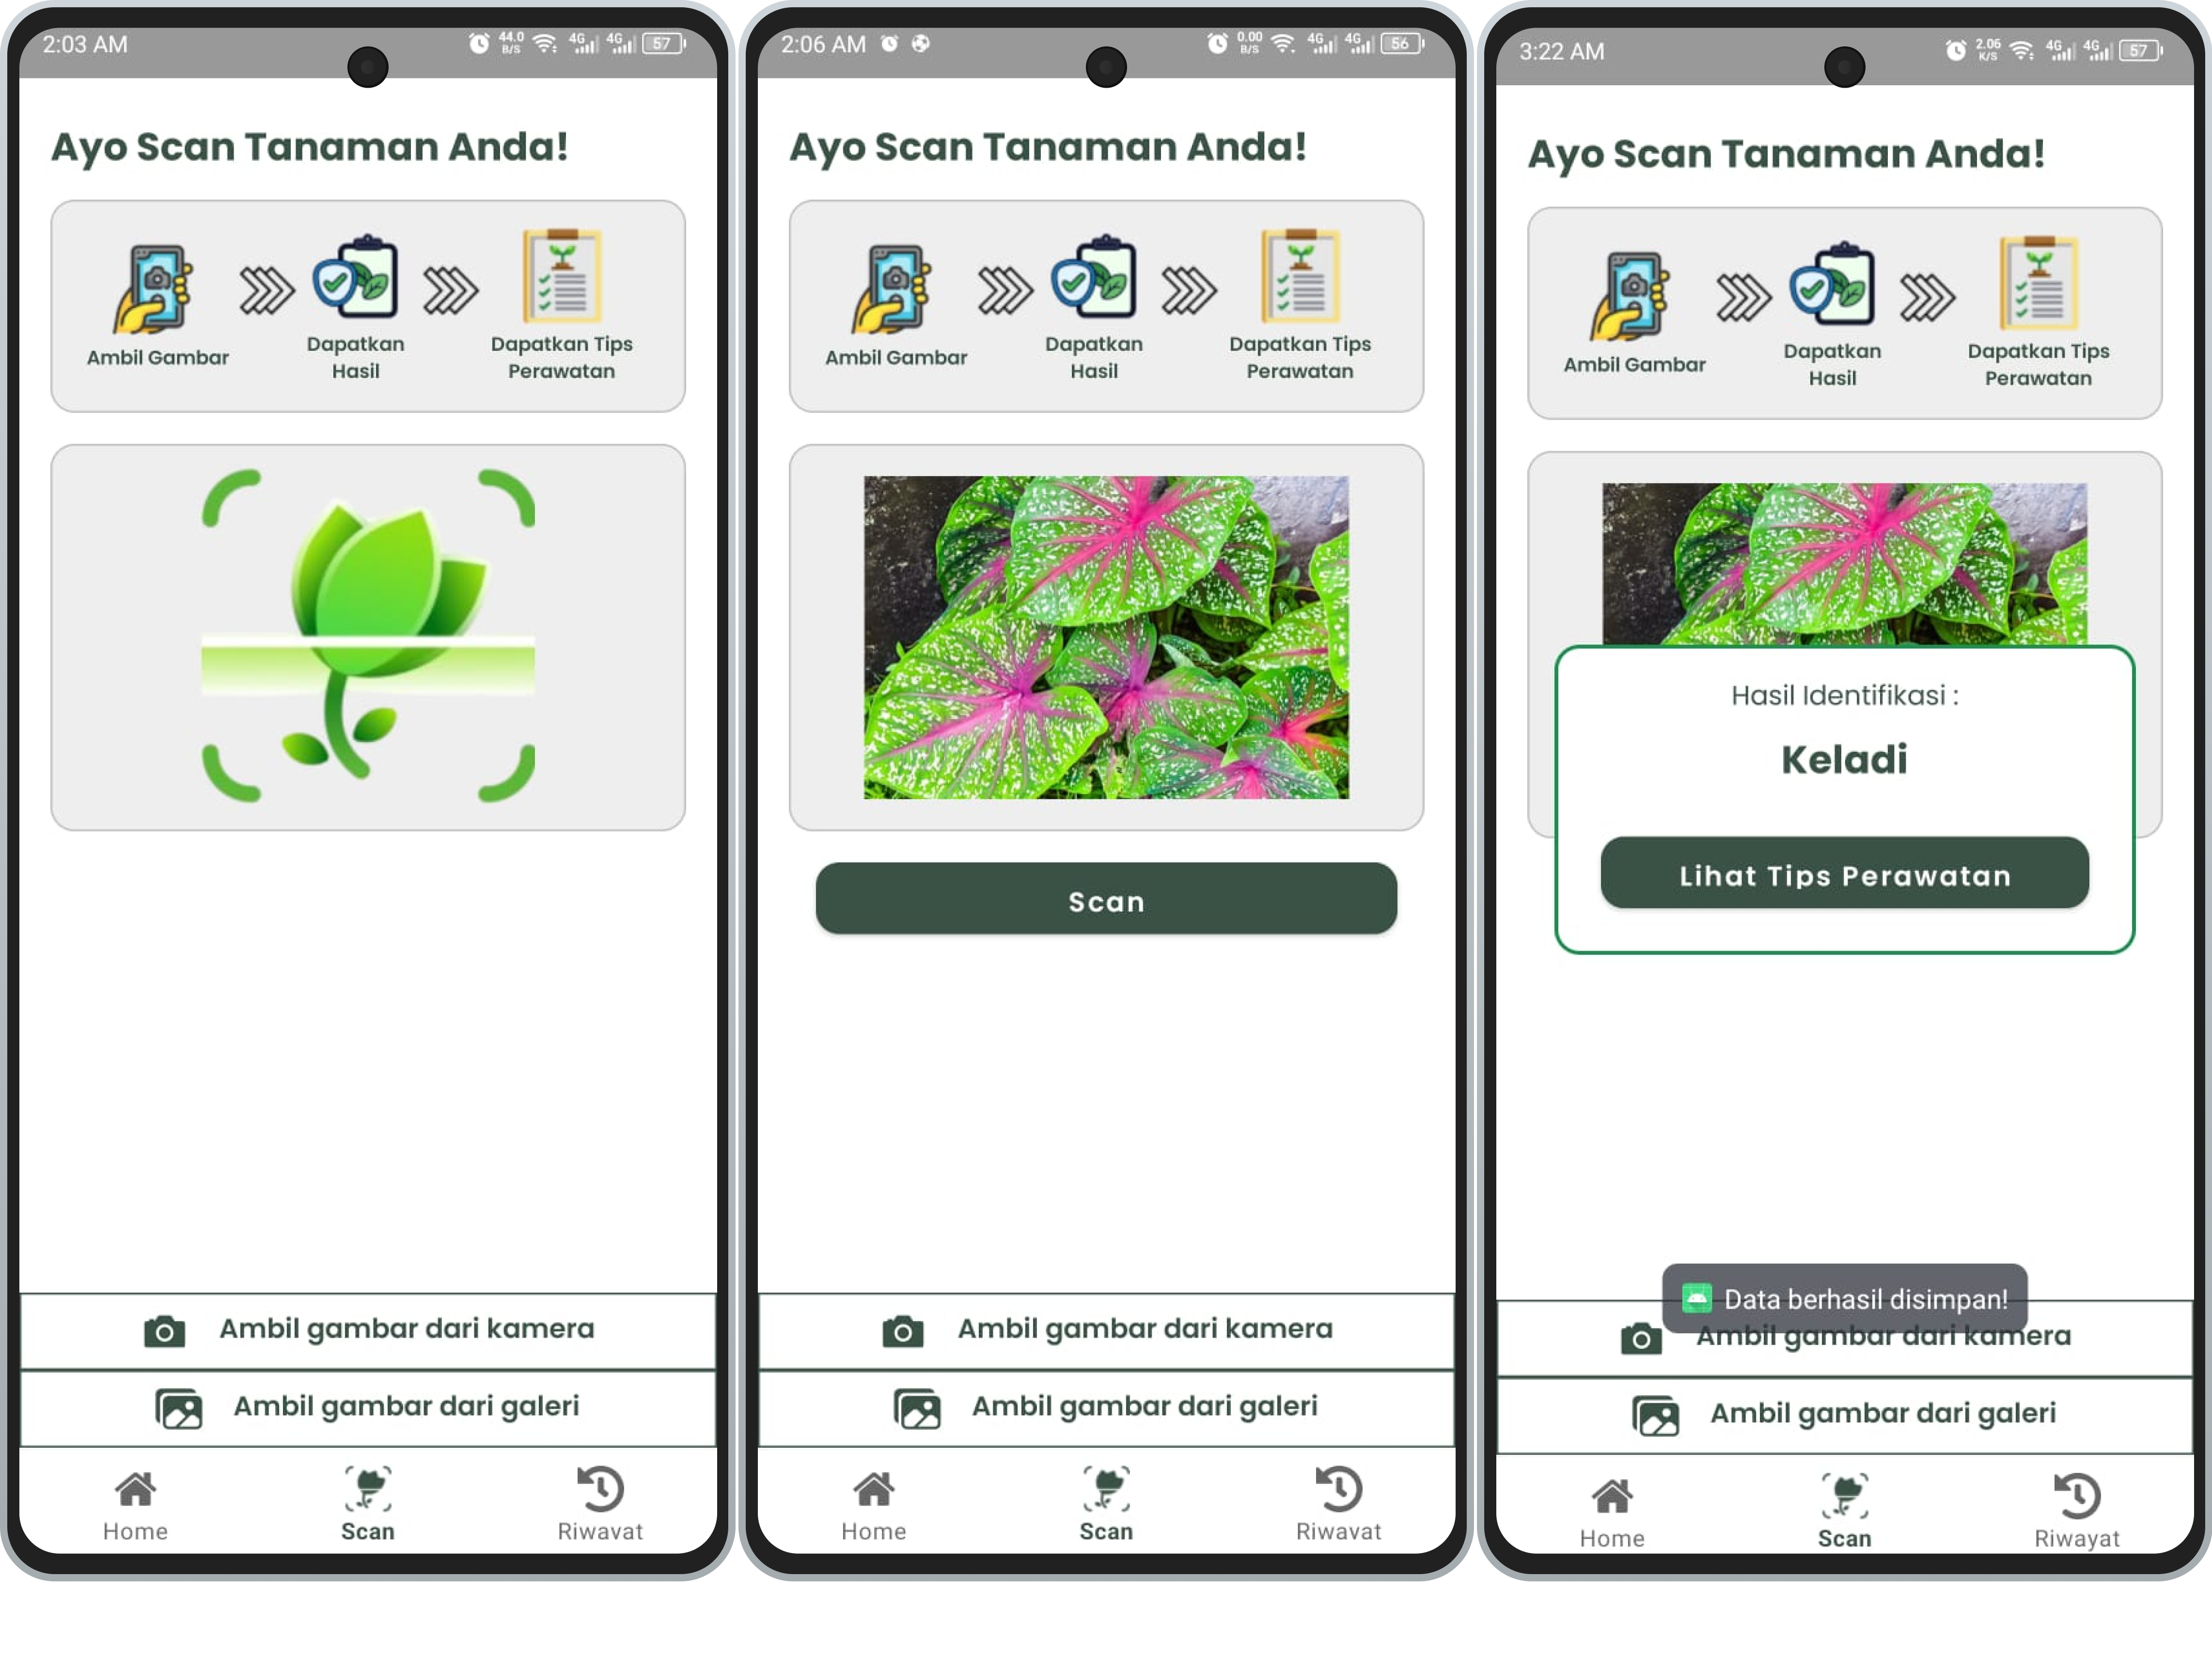 2:03 AM
44.0
B/S
4G
4G
57
Ayo Scan Tanaman Anda!
Ambil Gambar
Dapatkan
Hasil
Dapatkan Tips
Perawatan
Ambil gambar dari kamera
Ambil gambar dari galeri
Home
Scan
Riwayat
2:06 AM
0.00
B/S
4G
4G
56
Ayo Scan Tanaman Anda!
Ambil Gambar
Dapatkan
Hasil
Dapatkan Tips
Perawatan
Scan
Ambil gambar dari kamera
Ambil gambar dari galeri
Home
Scan
Riwayat
3:22 AM
2.06
K/S
4G
4G
57
Ayo Scan Tanaman Anda!
Ambil Gambar
Dapatkan
Hasil
Dapatkan Tips
Perawatan
Hasil Identifikasi :
Keladi
Lihat Tips Perawatan
Data berhasil disimpan!
Ambil gambar dari kamera
Ambil gambar dari galeri
Home
Scan
Riwayat